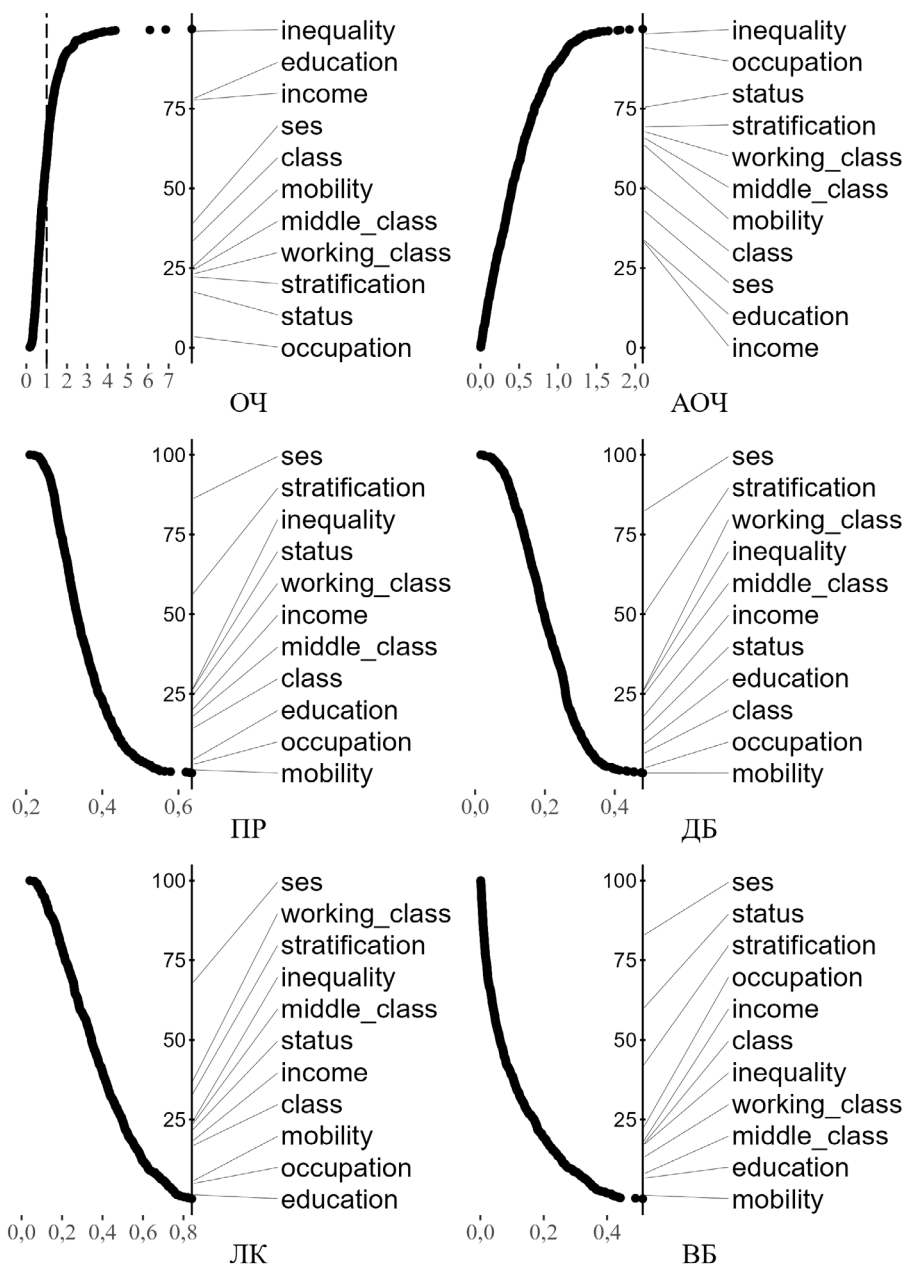 inequality
education
income
75
ses
class
50
mobility
middle_class
working_class
25
stratification
status
0
occupation
0 1 2 3 4 5 6 7
ОЧ
inequality
occupation
75
status
stratification
working_class
50
middle_class
mobility
class
25
ses
education
0
income
0,0 0,5 1,0 1,5 2,0
АОЧ
100
ses
stratification
75
inequality
status
working_class
50
income
middle_class
class
25
education
occupation
mobility
0,2 0,4 0,6
ПР
100
ses
stratification
75
working_class
inequality
middle_class
50
income
status
education
25
class
occupation
mobility
0,0 0,2 0,4
ДБ
100
ses
working_class
75
stratification
inequality
middle_class
50
status
income
class
25
mobility
occupation
education
0,0 0,2 0,4 0,6 0,8
ЛК
100
ses
status
75
stratification
occupation
income
50
class
inequality
working_class
25
middle_class
education
mobility
0,0 0,2 0,4
ВБ